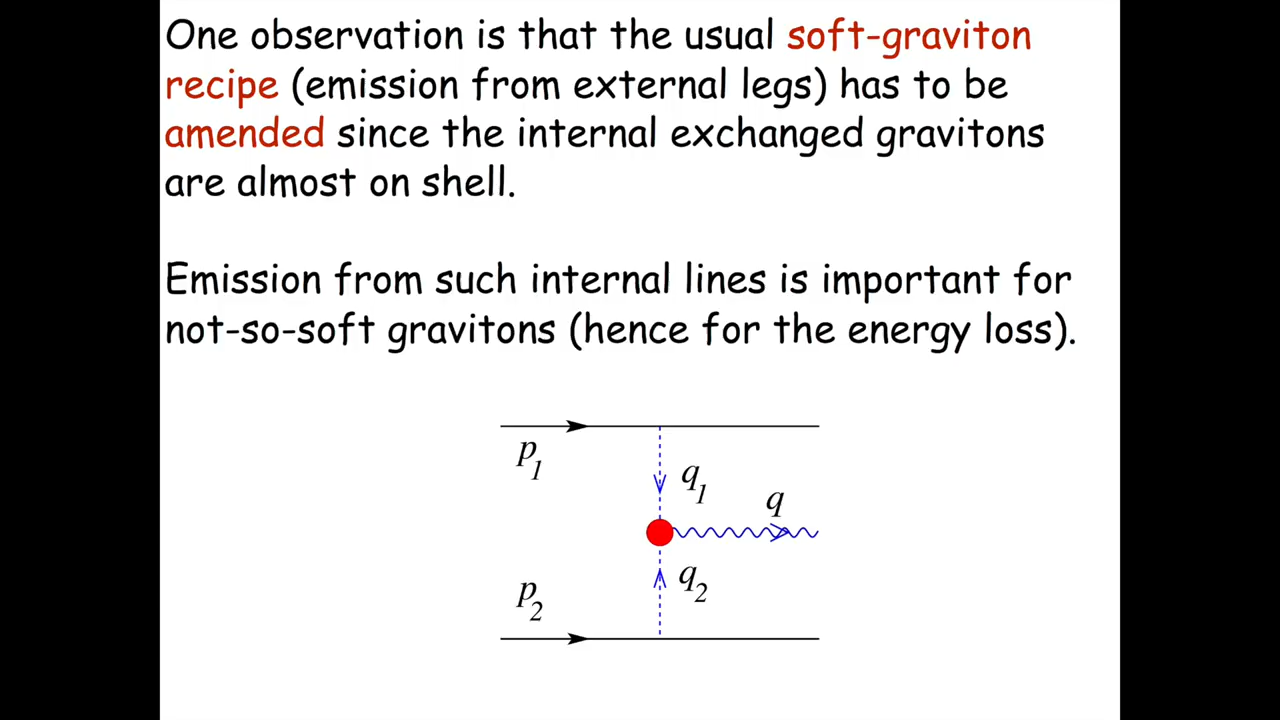 One observation is that the usual soft-graviton
recipe (emission from external legs) has to be
amended since the internal exchanged gravitons
are almost on shell.
Emission from such internal lines is important for
not-so-soft gravitons (hence for the energy loss).
p1
q1
q
q2
p2